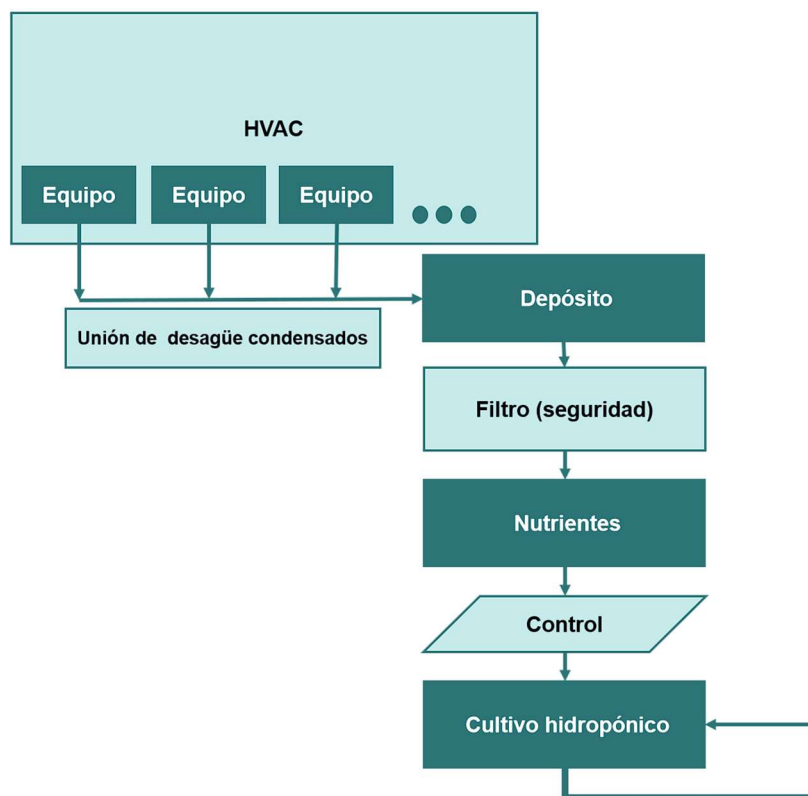 HVAC
Equipo
Equipo
Equipo
Unión de desagüe condensados
Depósito
Filtro (seguridad)
Nutrientes
Control
Cultivo hidropónico